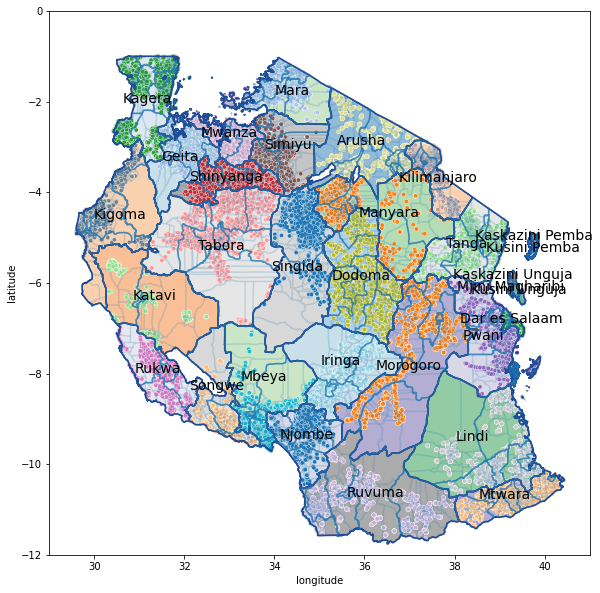 0
−2
−4
−6
−8
−10
−12
latitude
Kagera
Mara
Mwanza
Simiyu
Arusha
Geita
Shinyanga
Kilimanjaro
Kigoma
Manyara
Tabora
Tanga
Kaskazini Pemba
Kusini Pemba
Singida
Dodoma
Kaskazini Unguja
Mjini Magharibi
Kusini Unguja
Katavi
Dar es Salaam
Pwani
Iringa
Morogoro
Rukwa
Mbeya
Songwe
Njombe
Lindi
Ruvuma
Mtwara
30
32
34
36
38
40
longitude